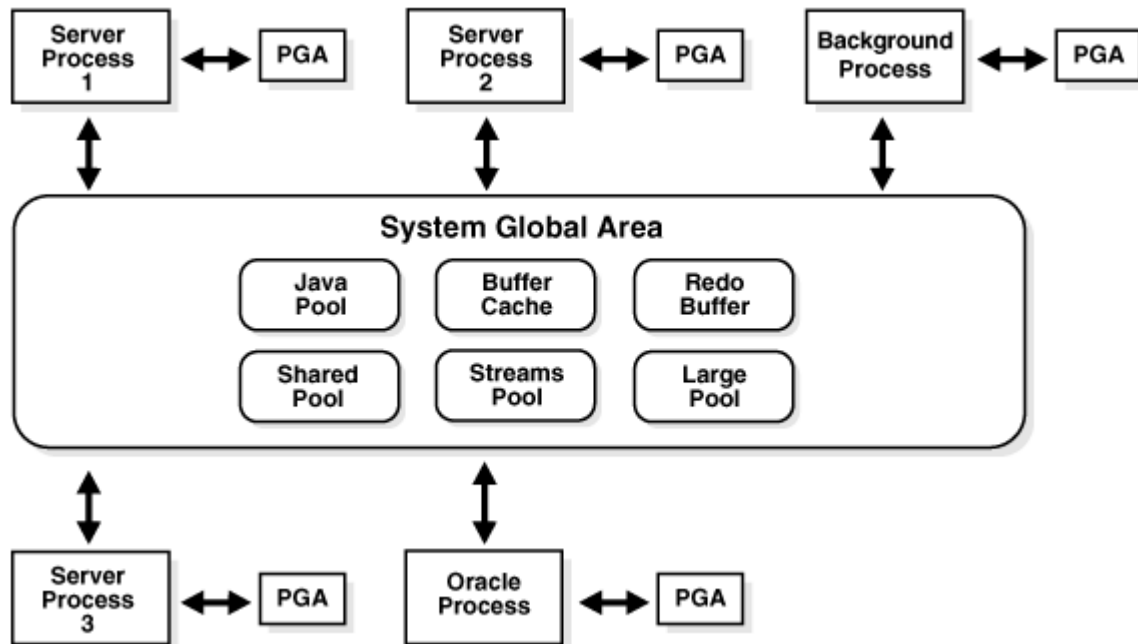 Server
Process
1
PGA
Server
Process
2
PGA
Background
Process
PGA
System Global Area
Java
Pool
Buffer
Cache
Redo
Buffer
Shared
Pool
Streams
Pool
Large
Pool
Server
Process
3
PGA
Oracle
Process
PGA